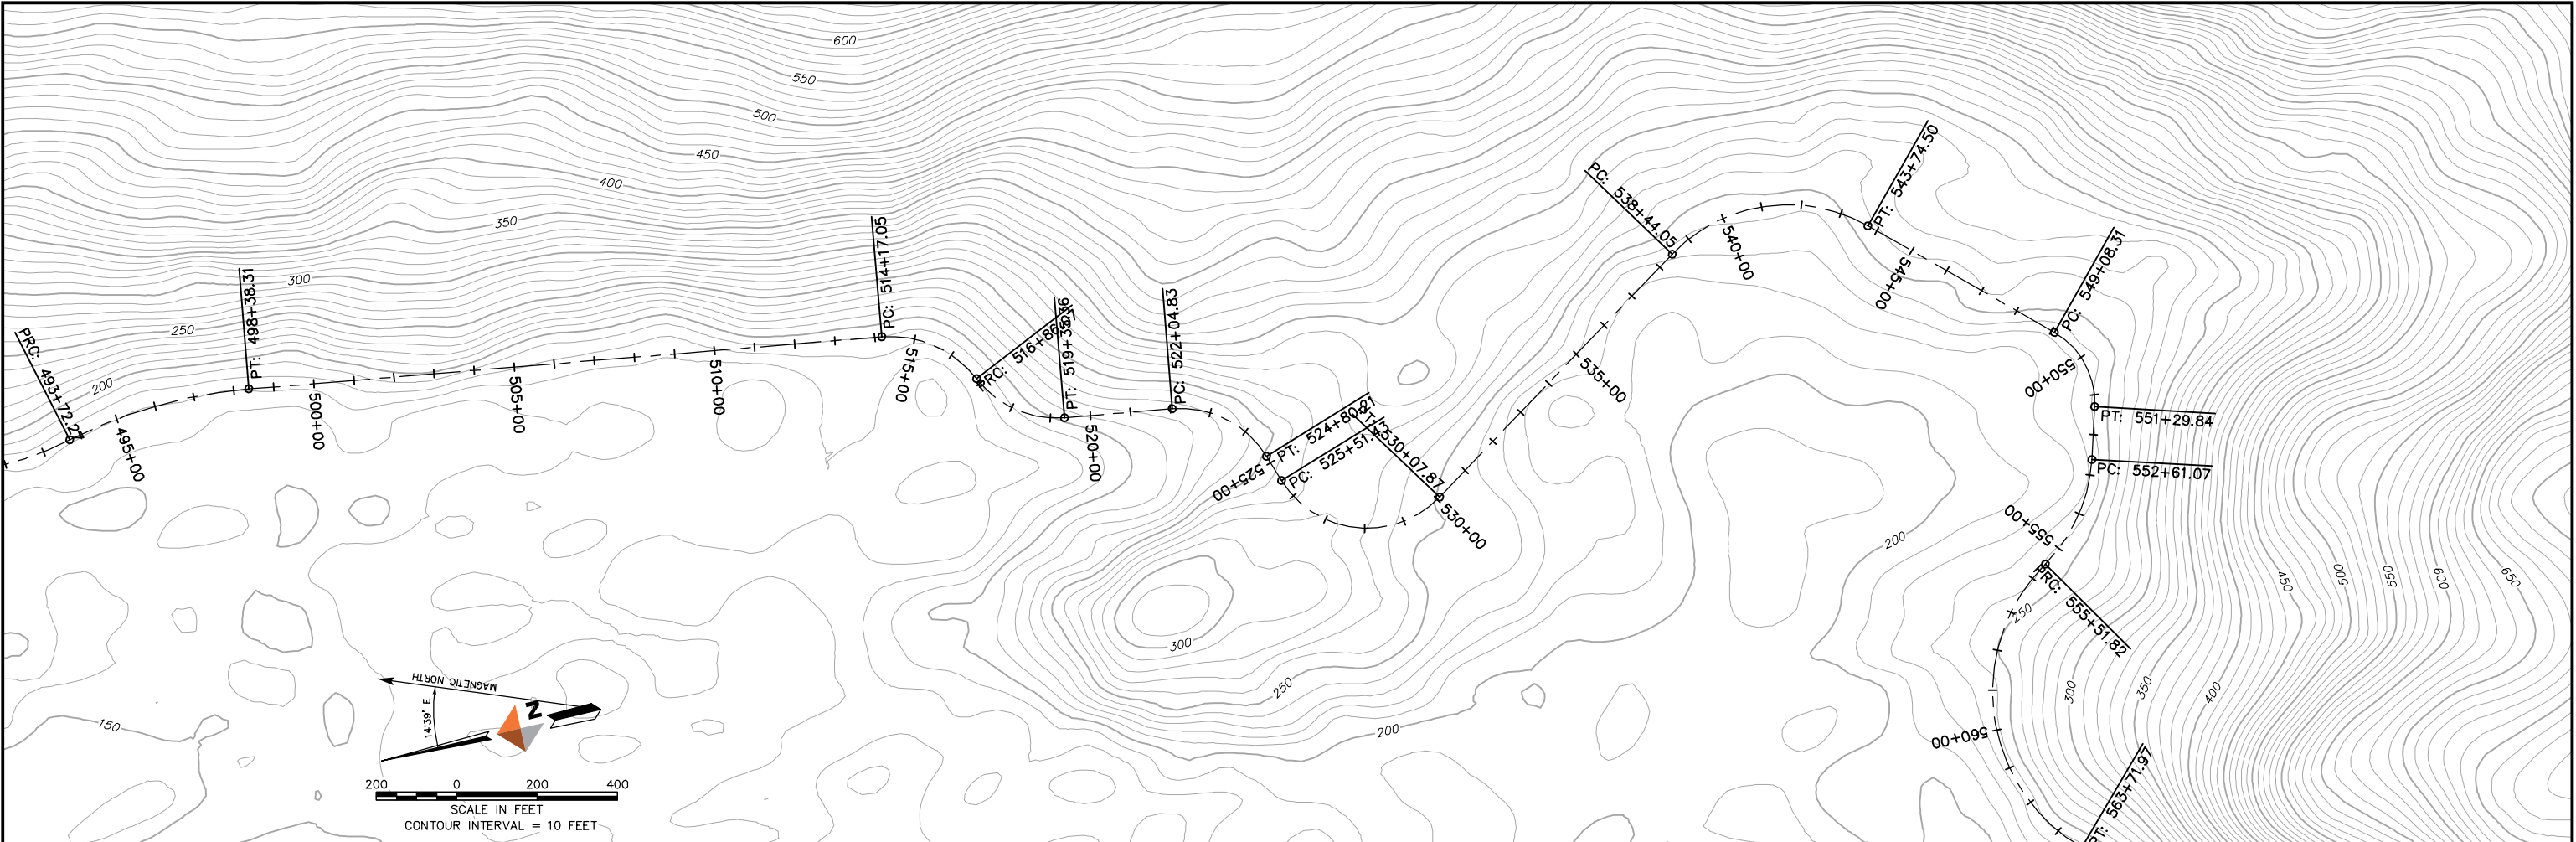 600
550
500
450
400
350
300
250
200
PRC: 493+72.27
495+00
PT: 498+38.31
500+00
505+00
510+00
PC: 514+17.05
515+00
PRC: 516+86.
PT: 519+35.36
520+00
PC: 522+04.83
PT: 524+80.21
525+00
PC: 525+51.
PT: 530+07.87
530+00
535+00
PC: 538+44.05
540+00
PT: 543+74.50
545+00
PC: 549+08.31
550+00
PT: 551+29.84
PC: 552+61.07
555+00
PRC: 555+51.82
560+00
PT: 563+71.97
200
250
300
350
400
450
500
550
600
650
300
250
200
150
MAGNETIC NORTH
14°39' E
N
200 0 200 400
SCALE IN FEET
CONTOUR INTERVAL = 10 FEET